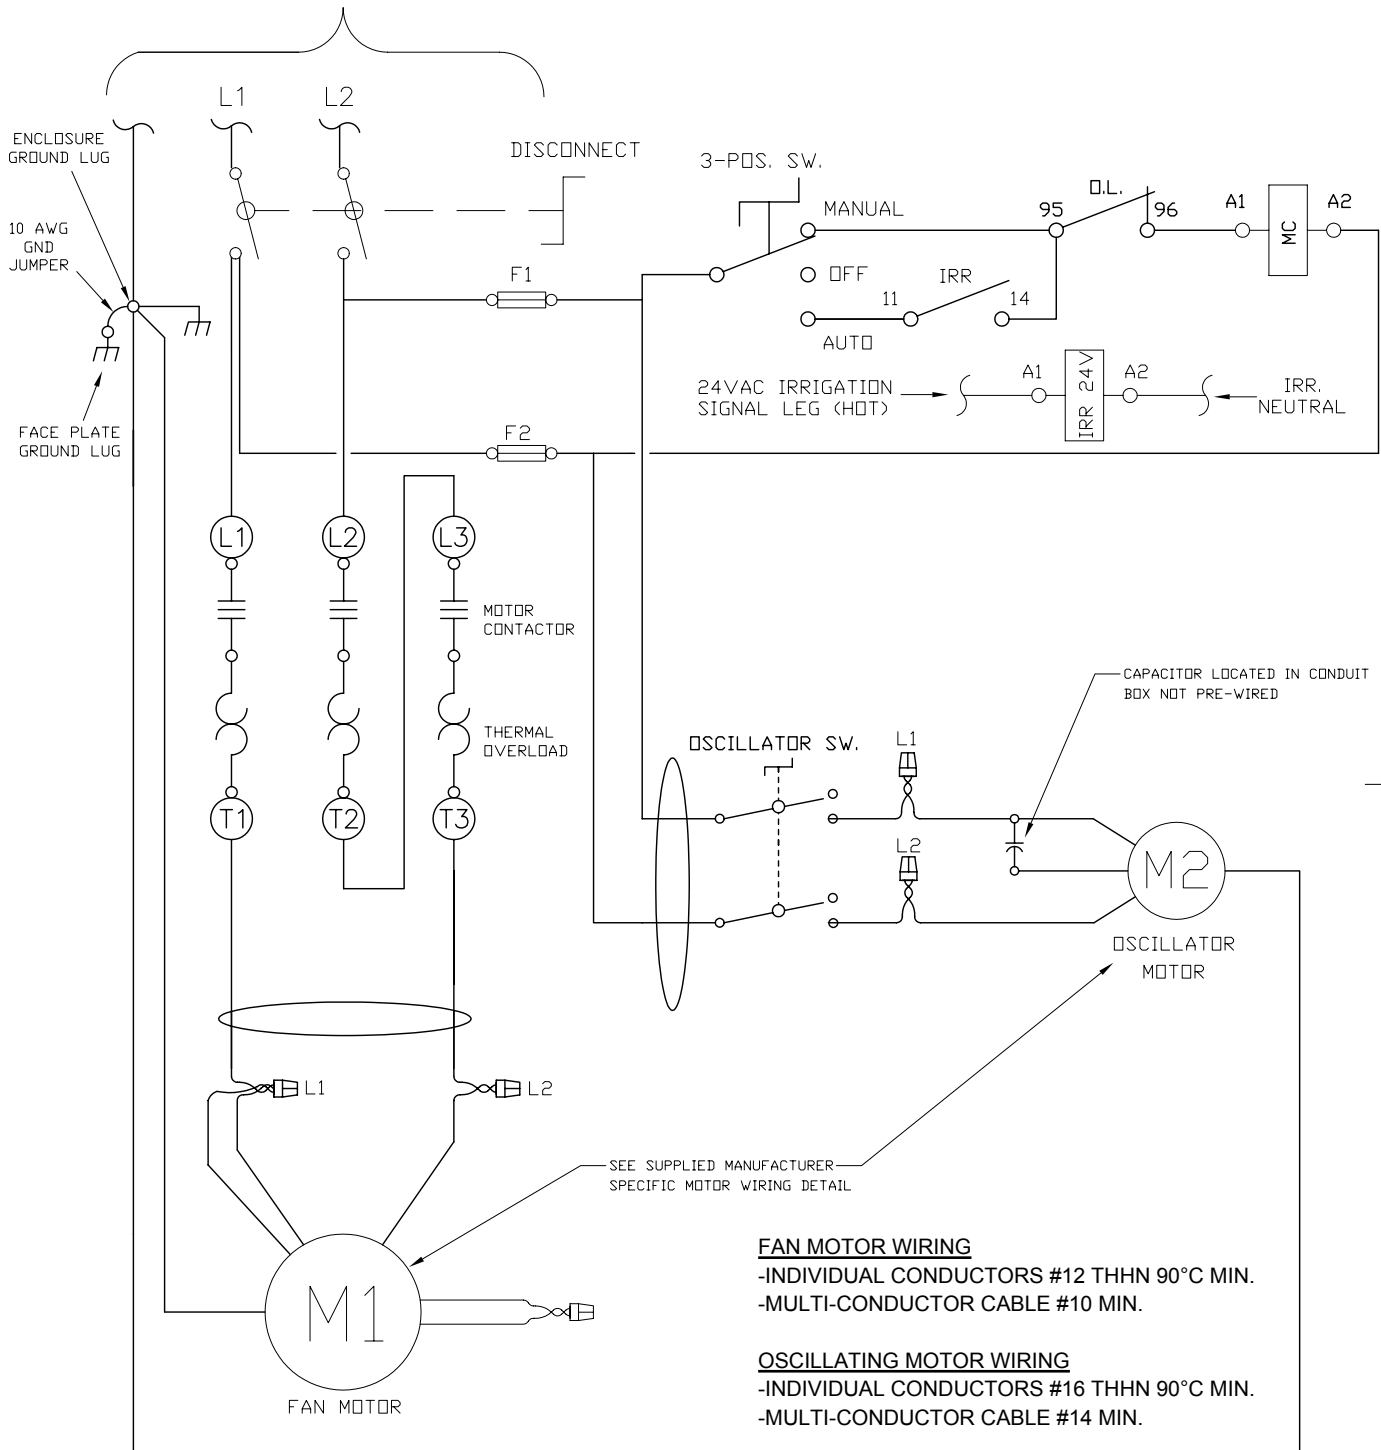 L1
L2
ENCLOSURE
GROUND LUG
DISCONNECT
3-POS. SW.
MANUAL
O.L.
95
96
A1
MC
A2
10 AWG
GND
JUMPER
F1
OFF
IRR
11
14
AUTO
24VAC IRRIGATION
SIGNAL LEG (HOT)
A1
IRR 24V
A2
IRR.
NEUTRAL
FACE PLATE
GROUND LUG
F2
L1
L2
L3
MOTOR
CONTACTOR
THERMAL
OVERLOAD
T1
T2
T3
CAPACITOR LOCATED IN CONDUIT
BOX NOT PRE-WIRED
OSCILLATOR SW.
L1
L2
M2
OSCILLATOR
MOTOR
L1
L2
SEE SUPPLIED MANUFACTURER
SPECIFIC MOTOR WIRING DETAIL
M1
FAN MOTOR
FAN MOTOR WIRING
-INDIVIDUAL CONDUCTORS #12 THHN 90°C MIN.
-MULTI-CONDUCTOR CABLE #10 MIN.
OSCILLATING MOTOR WIRING
-INDIVIDUAL CONDUCTORS #16 THHN 90°C MIN.
-MULTI-CONDUCTOR CABLE #14 MIN.